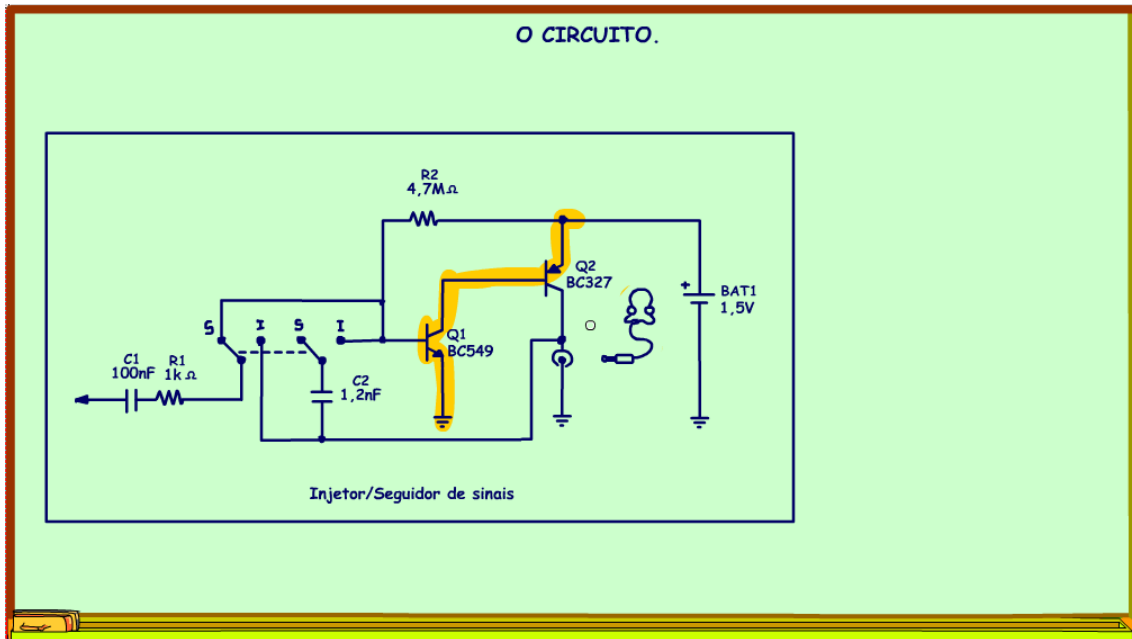 O CIRCUITO.
R2
4,7MΩ
Q2
BC327
+
BAT1
1,5V
S
I
S
I
Q1
BC549
C1
100nF
R1
1kΩ
C2
1,2nF
Injetor/Seguidor de sinais